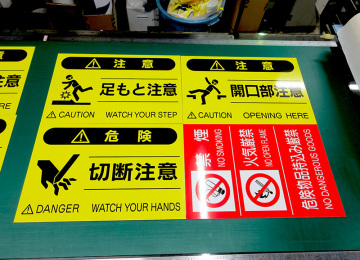 ⚠ 注意
足もと注意
⚠ CAUTION WATCH YOUR STEP
⚠ 注意
開口部注意
⚠ CAUTION OPENING HERE
⚠ 危険
切断注意
⚠ DANGER WATCH YOUR HANDS
禁煙
NO SMOKING
火気厳禁
NO OPEN FLAME
危険物品持込み厳禁
NO DANGEROUS GOODS
RE